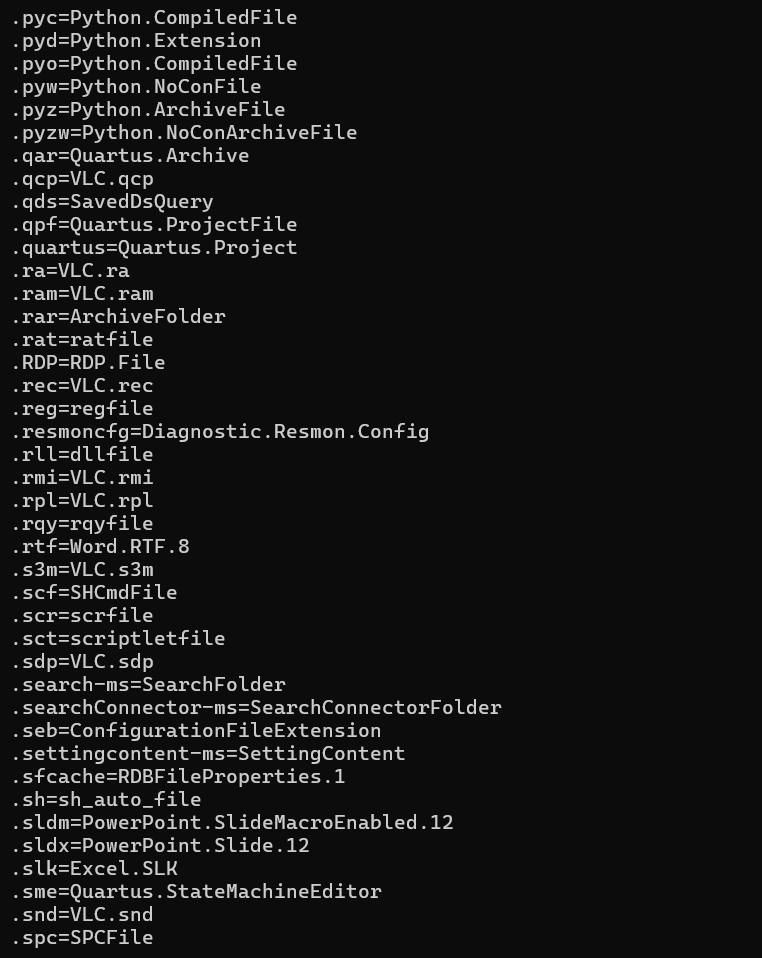 .pyc=Python.CompiledFile
.pyd=Python.Extension
.pyo=Python.CompiledFile
.pyw=Python.NoConFile
.pyz=Python.ArchiveFile
.pyzw=Python.NoConArchiveFile
.qar=Quartus.Archive
.qcp=VLC.qcp
.qds=SavedDsQuery
.qpf=Quartus.ProjectFile
.quartus=Quartus.Project
.ra=VLC.ra
.ram=VLC.ram
.rar=ArchiveFolder
.rat=ratfile
.RDP=RDP.File
.rec=VLC.rec
.reg=regfile
.resmoncfg=Diagnostic.Resmon.Config
.rll=dllfile
.rmi=VLC.rmi
.rpl=VLC.rpl
.rqy=rqyfile
.rtf=Word.RTF.8
.s3m=VLC.s3m
.scf=SHCmdFile
.scr=scrfile
.sct=scriptletfile
.sdp=VLC.sdp
.search-ms=SearchFolder
.searchConnector-ms=SearchConnectorFolder
.seb=ConfigurationFileExtension
.settingcontent-ms=SettingContent
.sfcache=RDBFileProperties.1
.sh=sh_auto_file
.sldm=PowerPoint.SlideMacroEnabled.12
.sldx=PowerPoint.Slide.12
.slk=Excel.SLK
.sme=Quartus.StateMachineEditor
.snd=VLC.snd
.spc=SPCFile